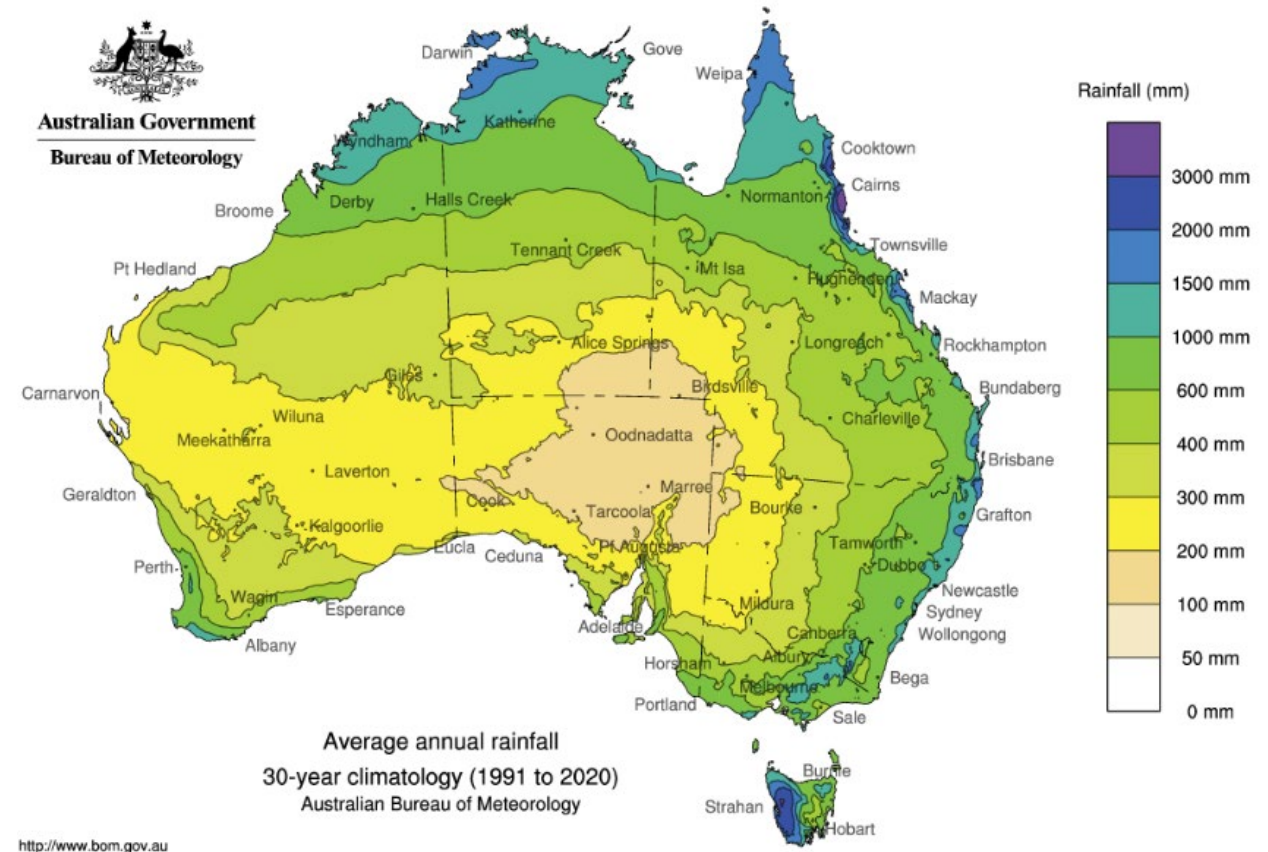 Australian Government
Bureau of Meteorology
Darwin
Gove
Weipa
Rainfall (mm)
Katherine
Wyndham
Cooktown
3000 mm
Cairns
Derby
Halls Creek
Normanton
Broome
2000 mm
Townsville
Tennant Creek
Pt Hedland
Mt Isa
Hughenden
1500 mm
Mackay
1000 mm
Alice Springs
Longreach
Rockhampton
Giles
Birdsville
Bundaberg
600 mm
Carnarvon
Wiluna
Charleville
Meekatharra
Oodnadatta
400 mm
Brisbane
Laverton
Geraldton
Marree
300 mm
Cook
Tarcoola
Bourke
Grafton
Kalgoorlie
Eucla
Ceduna
Pt Augusta
Tamworth
200 mm
Perth
Dubbo
Newcastle
Wagin
Esperance
Mildura
100 mm
Sydney
Adelaide
Canberra
Wollongong
Albany
Horsham
Albury
50 mm
Melbourne
Bega
Portland
Sale
0 mm
Average annual rainfall
30-year climatology (1991 to 2020)
Australian Bureau of Meteorology
Burnie
Strahan
Hobart
http://www.bom.gov.au